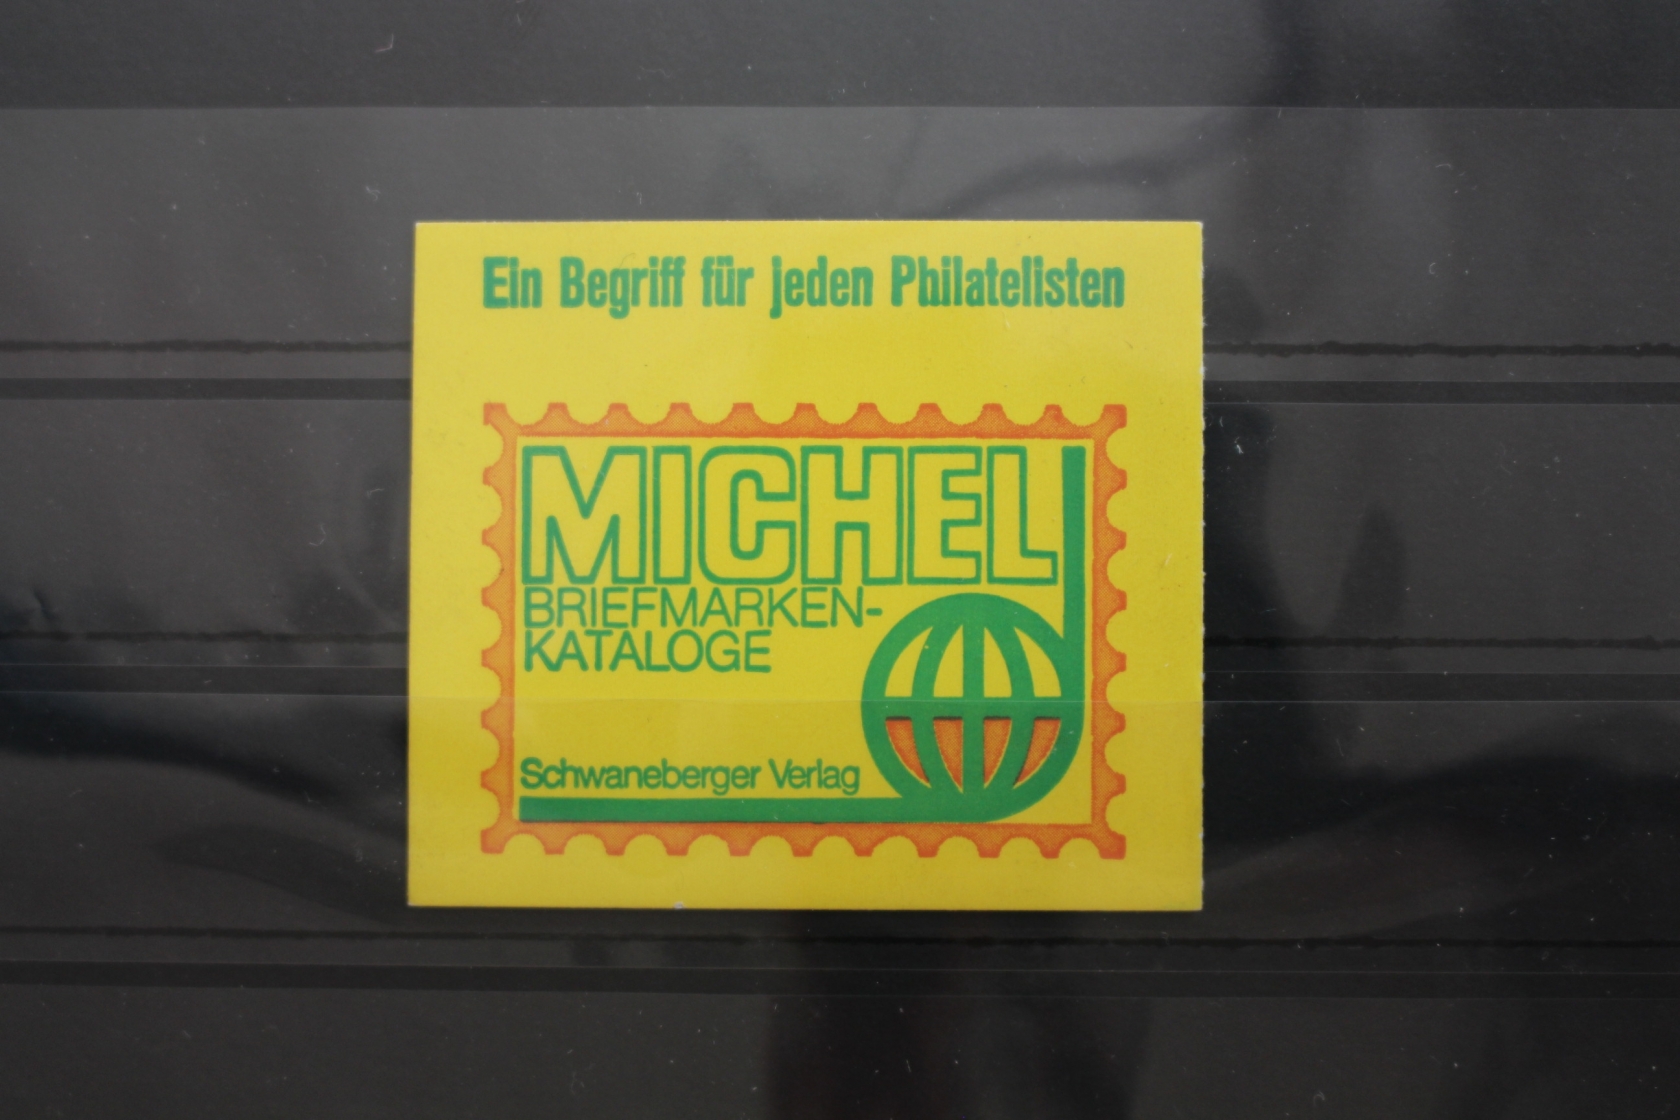 Ein Begriff für jeden Philatelisten
MICHEL
BRIEFMARKEN-
KATALOGE
Schwaneberger Verlag